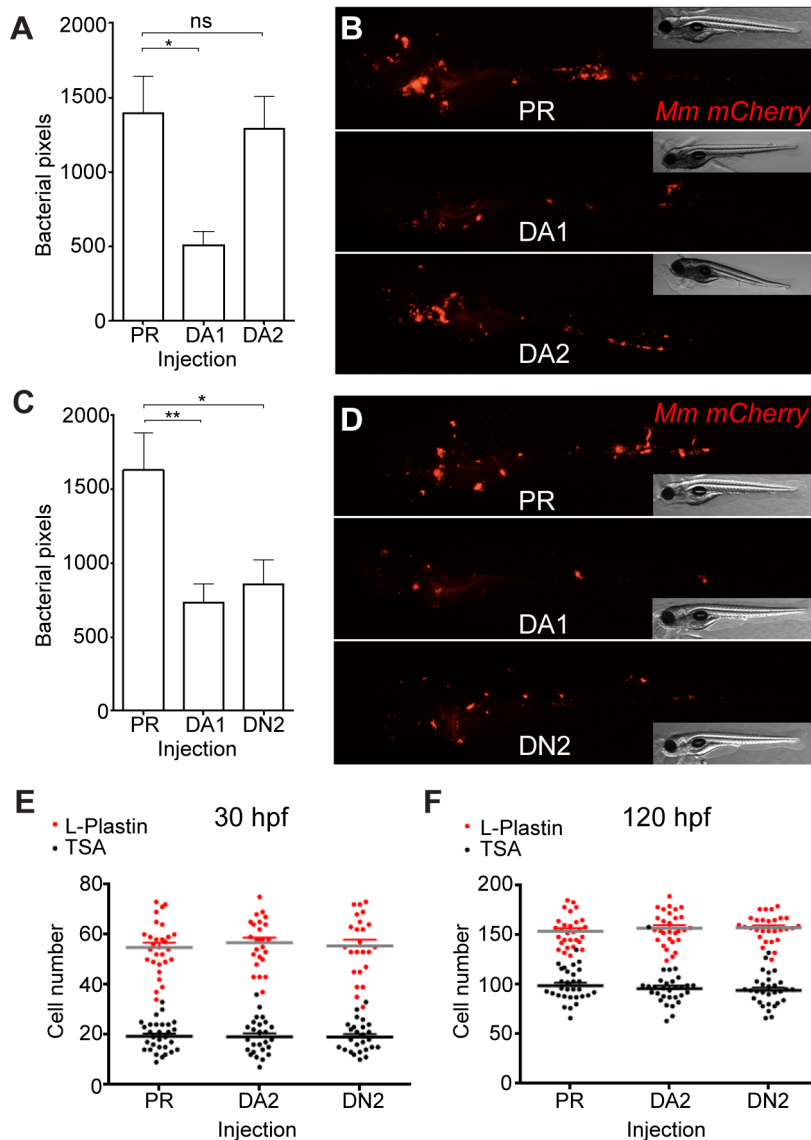 A
ns
*
2000
1500
1000
500
0
Bacterial pixels
PR DA1 DA2
Injection
B
PR
Mm mCherry
DA1
DA2
C
*
**
2000
1500
1000
500
0
Bacterial pixels
PR DA1 DN2
Injection
D
Mm mCherry
PR
DA1
DN2
E
30 hpf
L-Plastin
TSA
80
60
40
20
0
Cell number
PR DA2 DN2
Injection
F
120 hpf
L-Plastin
TSA
200
150
100
50
0
Cell number
PR DA2 DN2
Injection